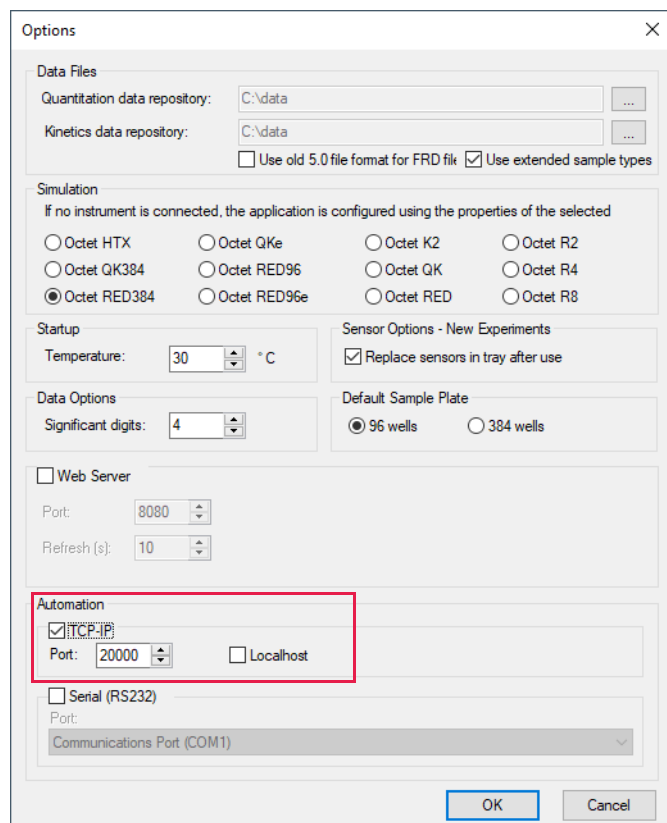 Options
Data Files
Quantitation data repository: C:\data ...
Kinetics data repository: C:\data ...
Use old 5.0 file format for FRD file Use extended sample types
Simulation
If no instrument is connected, the application is configured using the properties of the selected
Octet HTX Octet QKe Octet K2 Octet R2
Octet QK384 Octet RED96 Octet QK Octet R4
Octet RED384 Octet RED96e Octet RED Octet R8
Startup
Temperature: 30 °C
Sensor Options - New Experiments
Replace sensors in tray after use
Data Options
Significant digits: 4
Default Sample Plate
96 wells 384 wells
Web Server
Port: 8080
Refresh (s): 10
Automation
TCP-IP
Port: 20000 Localhost
Serial (RS232)
Port:
Communications Port (COM1)
OK Cancel